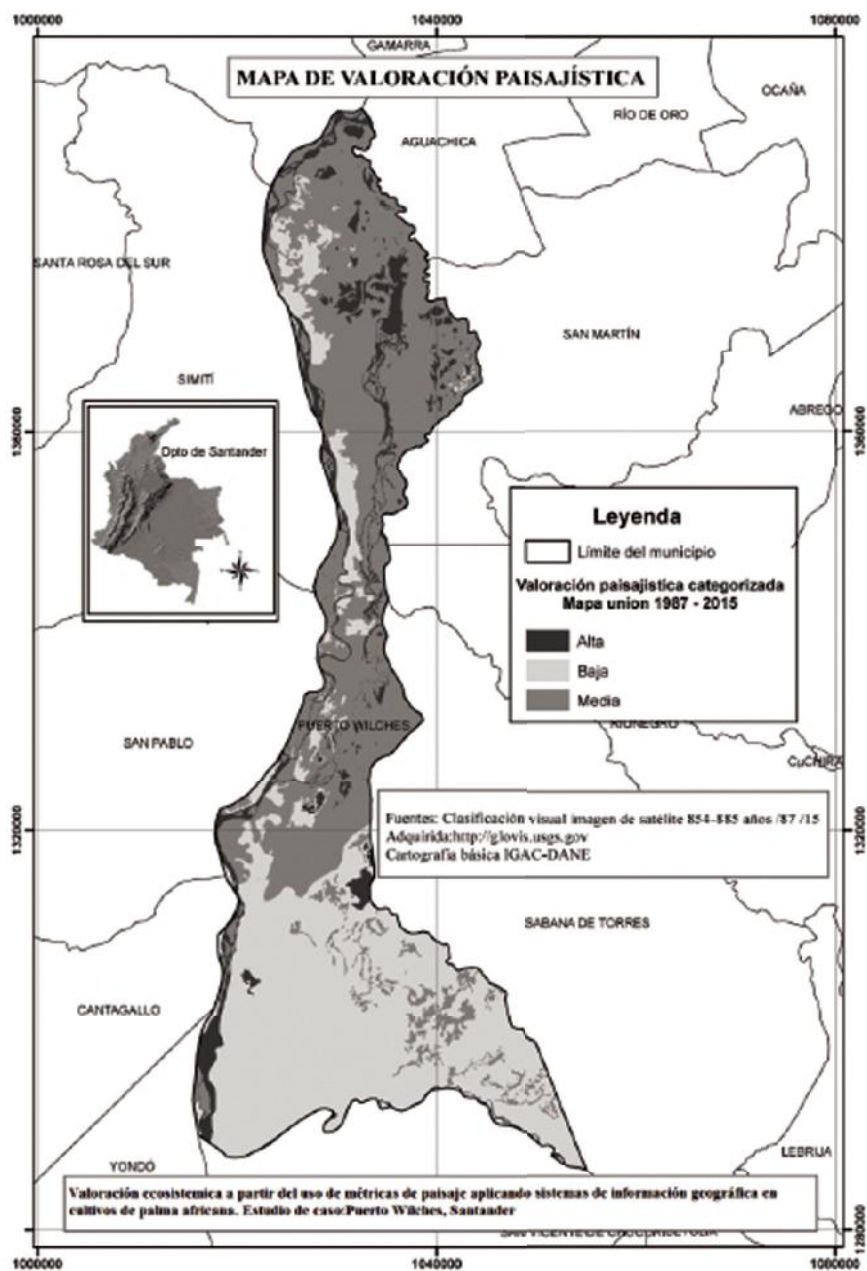 1000000 1040000 1080000
GAMARRA
MAPA DE VALORACIÓN PAISAJÍSTICA
OCAÑA
RÍO DE ORO
AGUACHICA
SANTA ROSA DEL SUR
SAN MARTÍN
SIMITÍ
ABREGO
1360000 1360000
Dpto de Santander
Leyenda
Límite del municipio
Valoración paisajistica categorizada
Mapa union 1987 - 2015
Alta
Baja
Media
PUERTO WILCHES
RIONEGRO
SAN PABLO
1320000 1320000
Fuentes: Clasificación visual imagen de satélite 854-885 años /87 /15
Adquirida:http://glovis.usgs.gov
Cartografía básica IGAC-DANE
SABANA DE TORRES
CANTAGALLO
YONDÓ
LEBRIJA
Valoración ecosistemica a partir del uso de métricas de paisaje aplicando sistemas de información geográfica en
cultivos de palma africana. Estudio de caso:Puerto Wilches, Santander
1280000
1000000 1040000 1080000